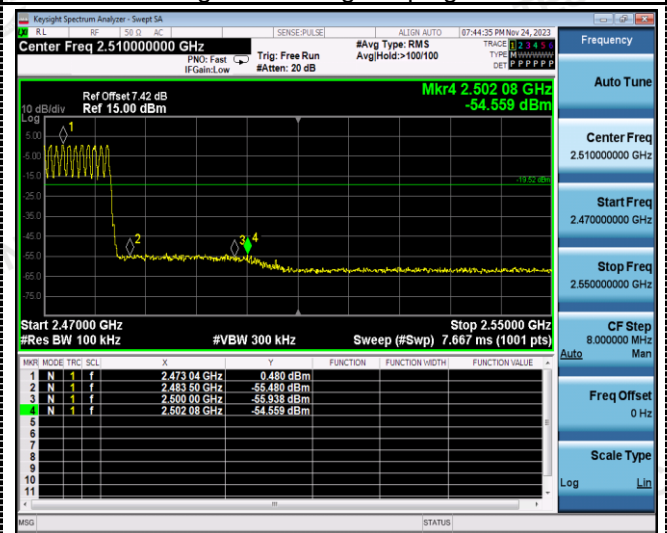 Keysight Spectrum Analyzer - Swept SA
RL RF 50 Ω AC SENSE:PULSE ALIGN AUTO 07:44:35 PM Nov 24, 2023
Center Freq 2.510000000 GHz
PNO: Fast
IFGain:Low
Trig: Free Run
#Atten: 20 dB
#Avg Type: RMS
Avg|Hold:>100/100
TRACE 1 2 3 4 5 6
TYPE M WWWWW
DET P P P P P P
Frequency
Auto Tune
Center Freq
2.510000000 GHz
Start Freq
2.470000000 GHz
Stop Freq
2.550000000 GHz
CF Step
8.000000 MHz
Auto Man
Freq Offset
0 Hz
Scale Type
Log Lin
Mkr4 2.502 08 GHz
-54.559 dBm
Ref Offset 7.42 dB
10 dB/div Ref 15.00 dBm
Log
5.00
-5.00
-15.0
-25.0
-35.0
-45.0
-55.0
-65.0
-75.0
1
2
3
4
-19.52 dBm
Start 2.47000 GHz Stop 2.55000 GHz
#Res BW 100 kHz #VBW 300 kHz Sweep (#Swp) 7.667 ms (1001 pts)
MKR MODE TRC SCL X Y FUNCTION FUNCTION WIDTH FUNCTION VALUE
1 N 1 f 2.473 04 GHz 0.480 dBm
2 N 1 f 2.483 50 GHz -55.480 dBm
3 N 1 f 2.500 00 GHz -55.938 dBm
4 N 1 f 2.502 08 GHz -54.559 dBm
5
6
7
8
9
10
11
MSG STATUS